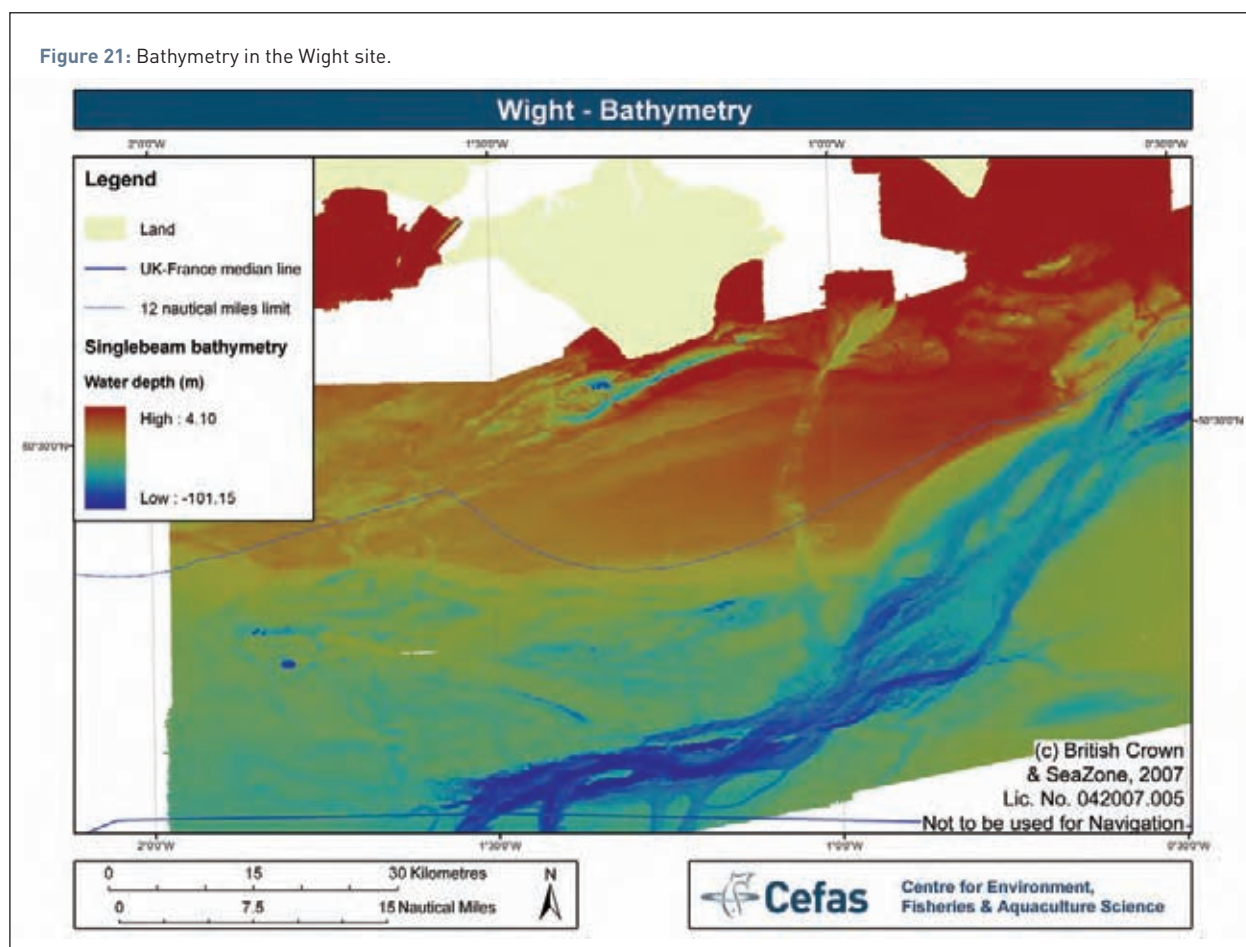 Figure 21: Bathymetry in the Wight site.
Wight - Bathymetry
2°0'0"W 1°30'0"W 1°0'0"W 0°30'0"W
Legend
Land
UK-France median line
12 nautical miles limit
Singlebeam bathymetry
Water depth (m)
High : 4.10
Low : -101.15
50°30'0"N 50°30'0"N
(c) British Crown
& SeaZone, 2007
Lic. No. 042007.005
Not to be used for Navigation
2°0'0"W 1°30'0"W 1°0'0"W 0°30'0"W
0 15 30 Kilometres
0 7.5 15 Nautical Miles
N
Cefas
Centre for Environment,
Fisheries & Aquaculture Science